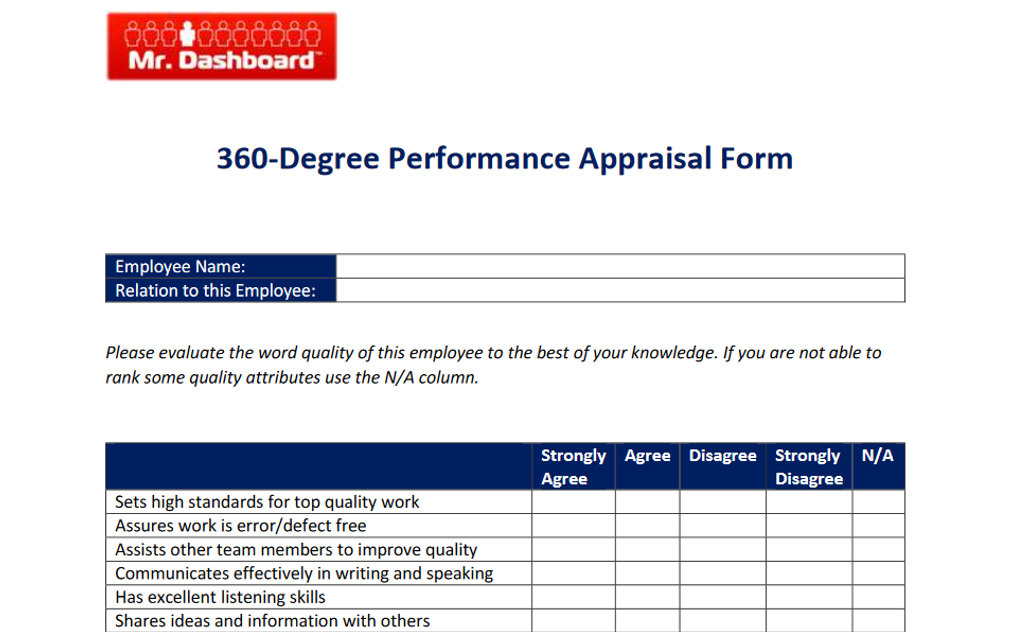 Mr. Dashboard™
360-Degree Performance Appraisal Form
Employee Name:
Relation to this Employee:
Please evaluate the word quality of this employee to the best of your knowledge. If you are not able to
rank some quality attributes use the N/A column.
Strongly Agree Agree Disagree Strongly Disagree N/A
Sets high standards for top quality work
Assures work is error/defect free
Assists other team members to improve quality
Communicates effectively in writing and speaking
Has excellent listening skills
Shares ideas and information with others